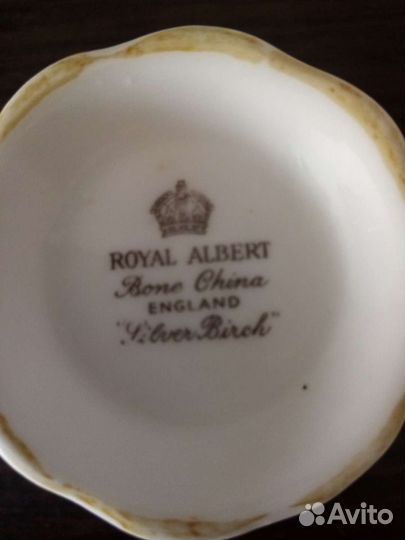 ROYAL ALBERT
Bone China
ENGLAND
"Silver Birch"
Avito